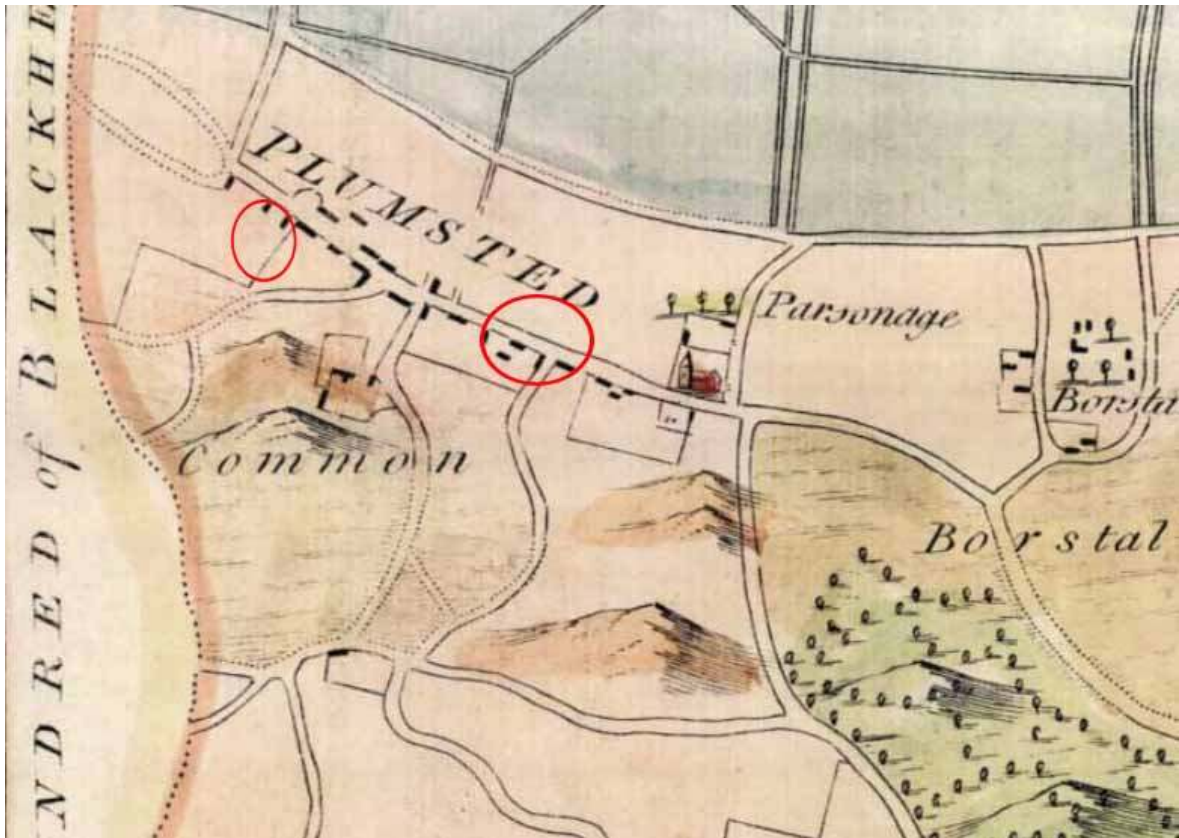 PLUMSTED
Parsonage
Borsta
Common
Borstal
NDRED of BLACKHE